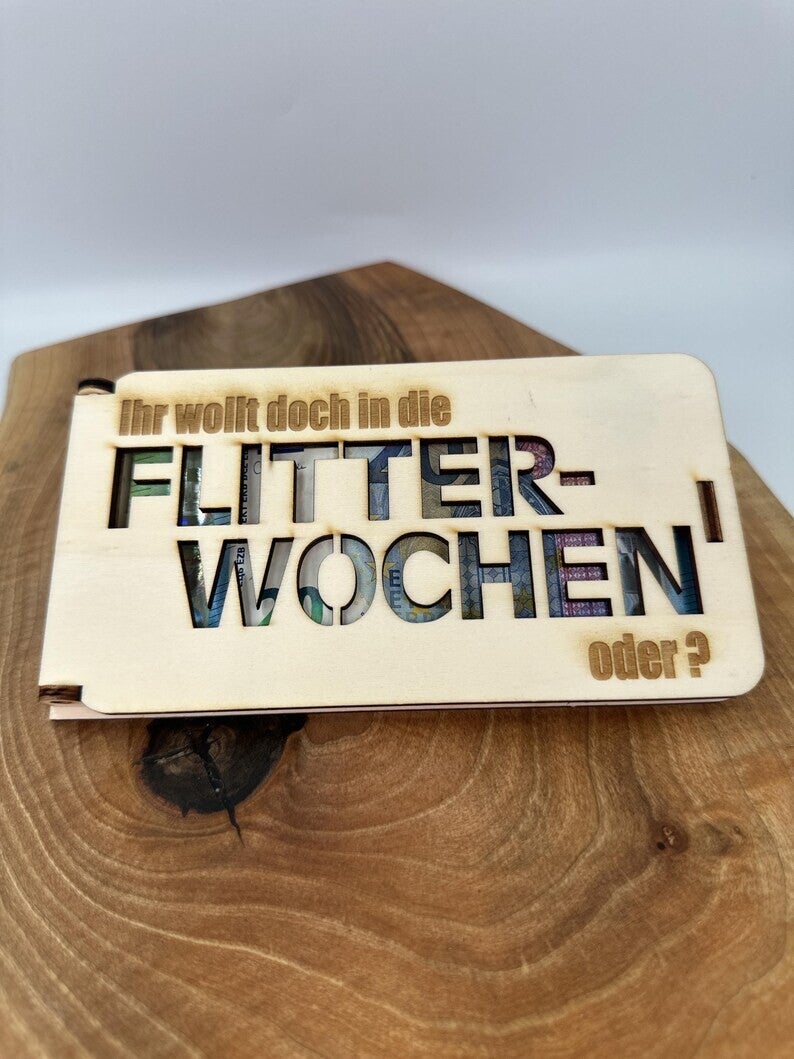 Ihr wollt doch in die
FLITTER-
WOCHEN
oder ?